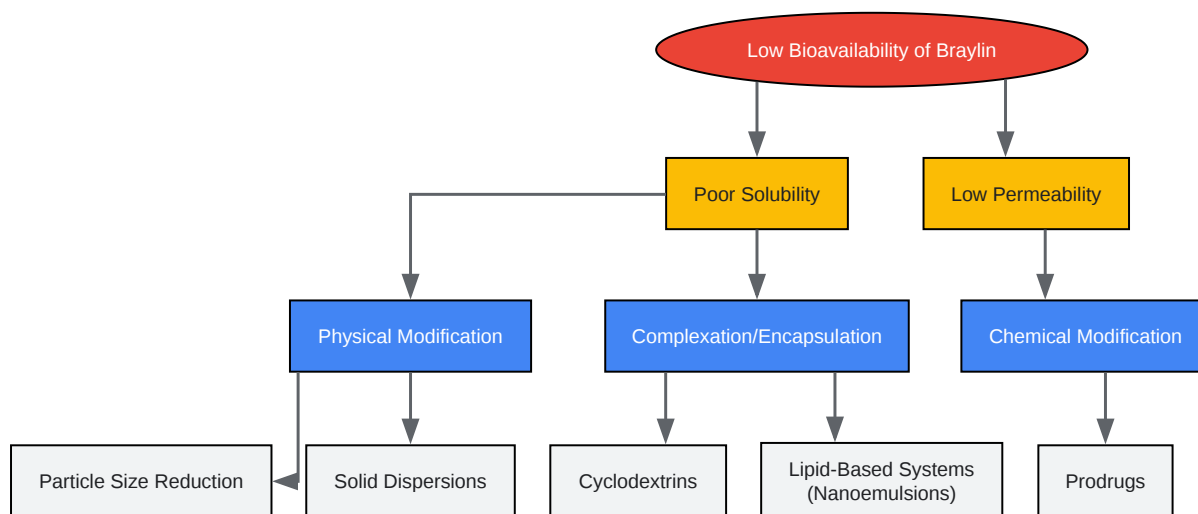 Low Bioavailability of Braylin
Poor Solubility
Low Permeability
Physical Modification
Complexation/Encapsulation
Chemical Modification
Particle Size Reduction
Solid Dispersions
Cyclodextrins
Lipid-Based Systems
(Nanoemulsions)
Prodrugs